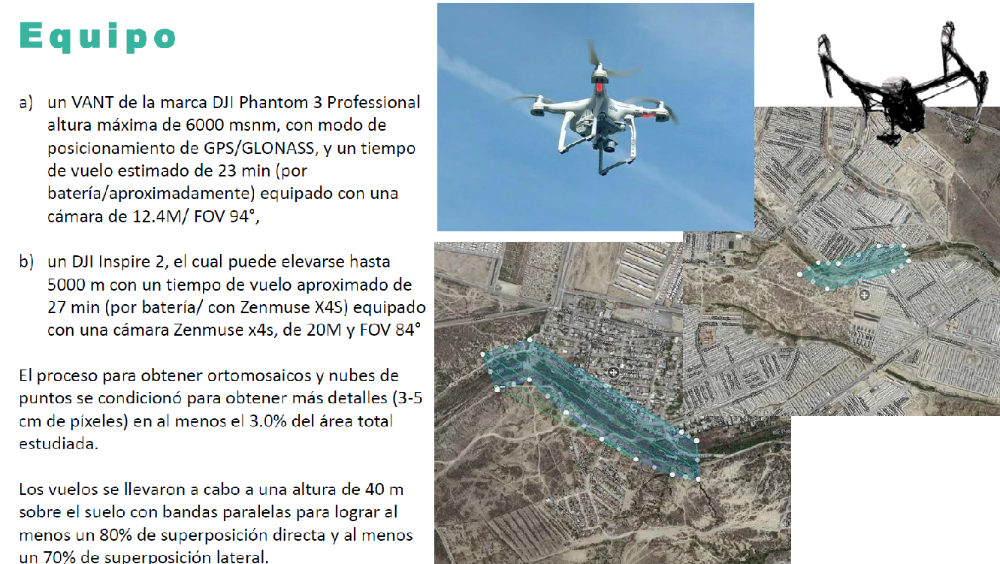 Equipo
a) un VANT de la marca DJI Phantom 3 Professional
altura máxima de 6000 msnm, con modo de
posicionamiento de GPS/GLONASS, y un tiempo
de vuelo estimado de 23 min (por
batería/aproximadamente) equipado con una
cámara de 12.4M/ FOV 94°,
b) un DJI Inspire 2, el cual puede elevarse hasta
5000 m con un tiempo de vuelo aproximado de
27 min (por batería/ con Zenmuse X4S) equipado
con una cámara Zenmuse x4s, de 20M y FOV 84°
El proceso para obtener ortomosaicos y nubes de
puntos se condicionó para obtener más detalles (3-5
cm de píxeles) en al menos el 3.0% del área total
estudiada.
Los vuelos se llevaron a cabo a una altura de 40 m
sobre el suelo con bandas paralelas para lograr al
menos un 80% de superposición directa y al menos
un 70% de superposición lateral.